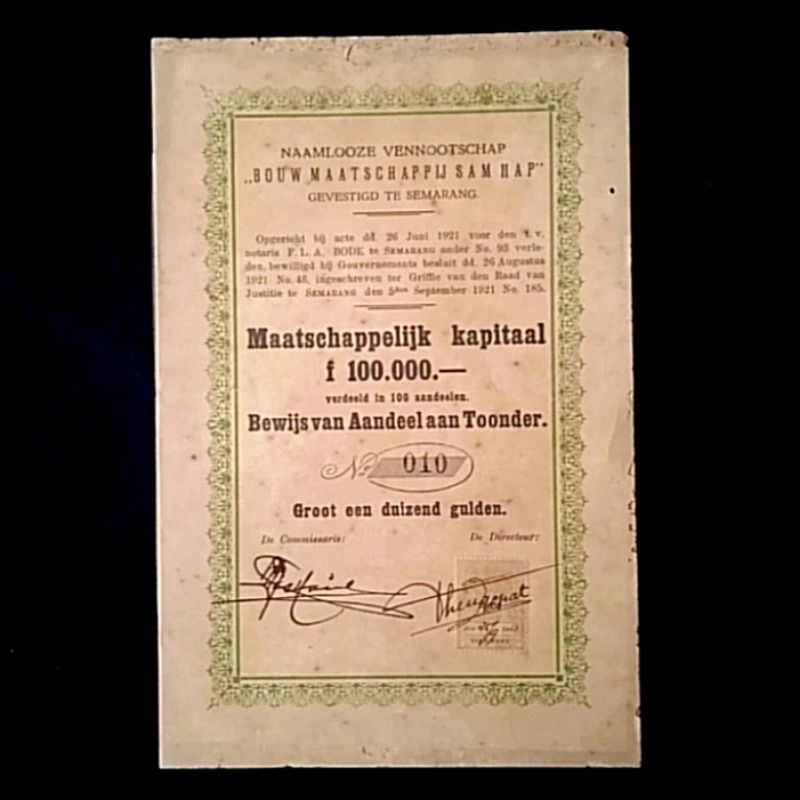 NAAMLOOZE VENNOOTSCHAP
„BOUW MAATSCHAPPIJ SAM HAP”
GEVESTIGD TE SEMARANG.
Opgericht bij acte dd. 26 Juni 1921 voor den t. v.
notaris F. L. A. BODE te SEMARANG onder No. 93 verle-
den, bewilligd bij Gouvernements besluit dd. 26 Augustus
1921 No. 46, ingeschreven ter Griffie van den Raad van
Justitie te SEMARANG den 5den September 1921 No. 185.
Maatschappelijk kapitaal
f 100.000.—
verdeeld in 100 aandeelen.
Bewijs van Aandeel aan Toonder.
No. 010
Groot een duizend gulden.
De Commissaris: De Directeur: